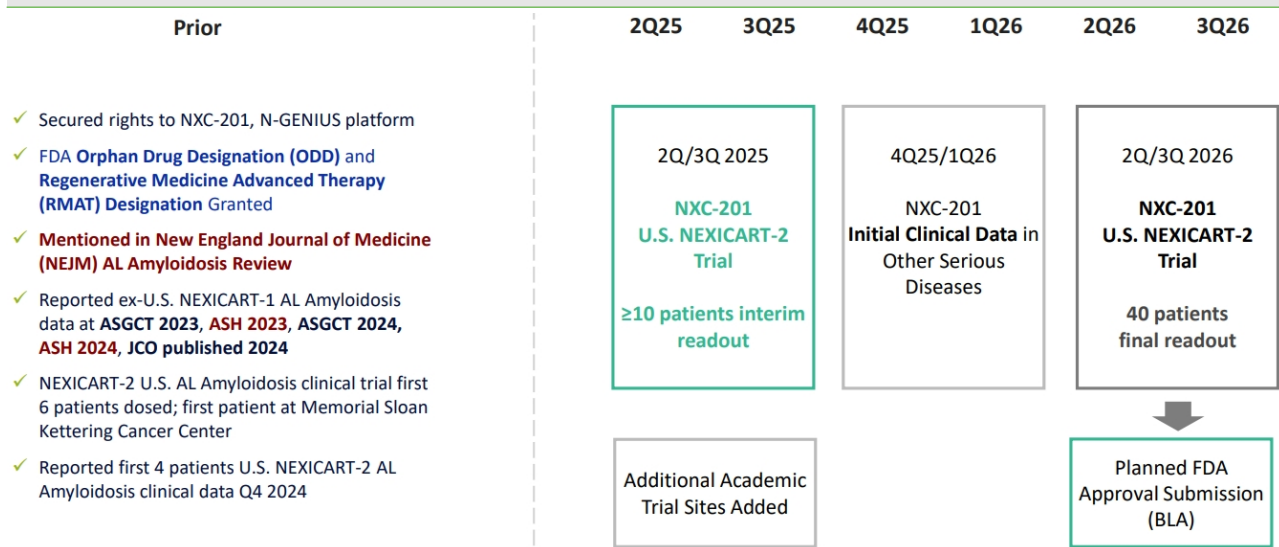 Prior
2Q25 3Q25 4Q25 1Q26 2Q26 3Q26
✓ Secured rights to NXC-201, N-GENIUS platform
✓ FDA Orphan Drug Designation (ODD) and
Regenerative Medicine Advanced Therapy
(RMAT) Designation Granted
✓ Mentioned in New England Journal of Medicine
(NEJM) AL Amyloidosis Review
✓ Reported ex-U.S. NEXICART-1 AL Amyloidosis
data at ASGCT 2023, ASH 2023, ASGCT 2024,
ASH 2024, JCO published 2024
✓ NEXICART-2 U.S. AL Amyloidosis clinical trial first
6 patients dosed; first patient at Memorial Sloan
Kettering Cancer Center
✓ Reported first 4 patients U.S. NEXICART-2 AL
Amyloidosis clinical data Q4 2024
2Q/3Q 2025
NXC-201
U.S. NEXICART-2
Trial
≥10 patients interim
readout
Additional Academic
Trial Sites Added
4Q25/1Q26
NXC-201
Initial Clinical Data in
Other Serious
Diseases
2Q/3Q 2026
NXC-201
U.S. NEXICART-2
Trial
40 patients
final readout
Planned FDA
Approval Submission
(BLA)